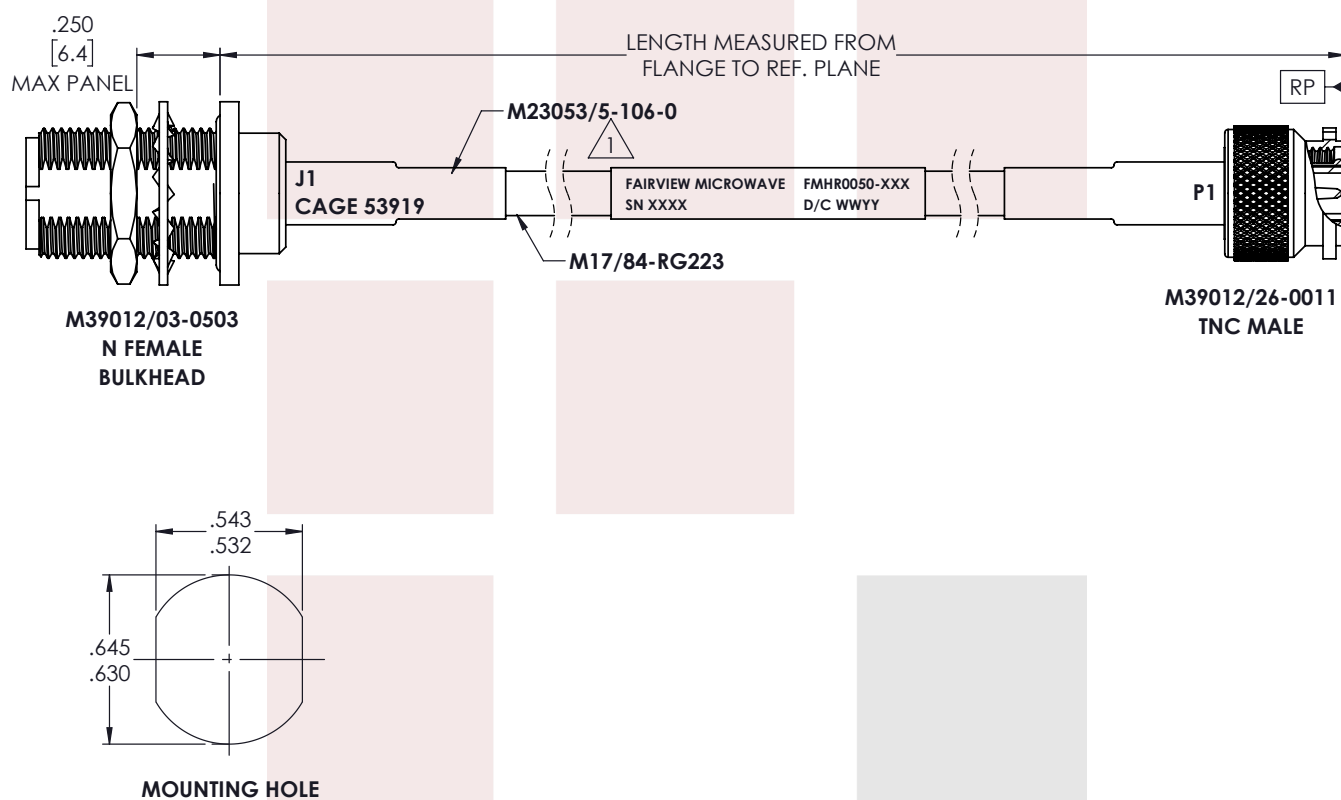 .250
[6.4]
MAX PANEL
LENGTH MEASURED FROM
FLANGE TO REF. PLANE
RP
M23053/5-106-0
1
J1
CAGE 53919
FAIRVIEW MICROWAVE FMHR0050-XXX
SN XXXX D/C WWYY
P1
M17/84-RG223
M39012/03-0503
N FEMALE
BULKHEAD
M39012/26-0011
TNC MALE
.543
.532
.645
.630
MOUNTING HOLE